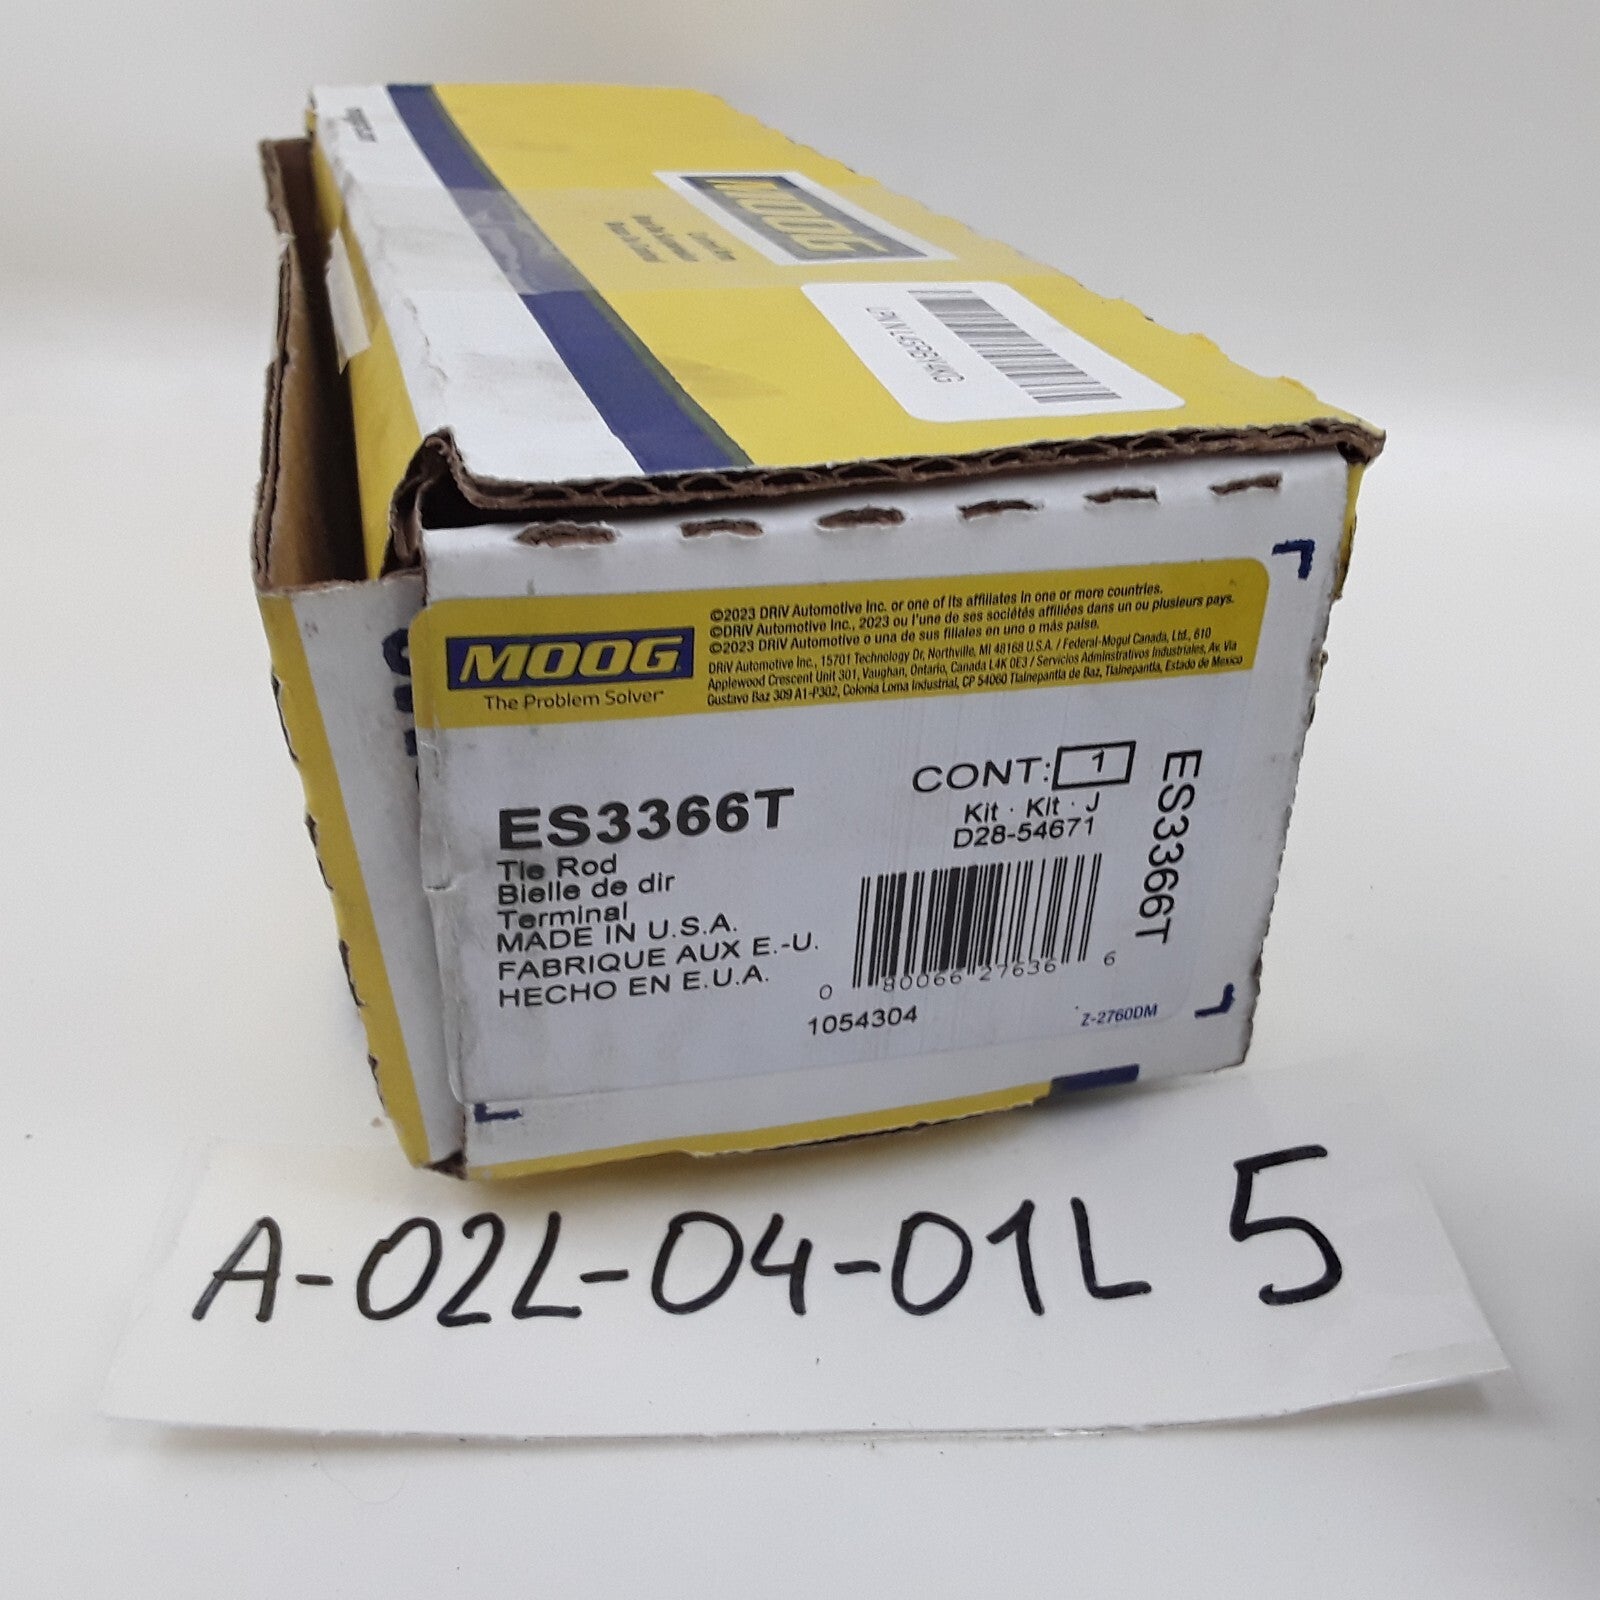 MOOG
LBWNL4GRBY4KG
MOOG
The Problem Solver
©2023 DRiV Automotive Inc. or one of its affiliates in one or more countries.
©DRiV Automotive Inc., 2023 ou l'une de ses sociétés affiliées dans un ou plusieurs pays.
©2023 DRiV Automotive o una de sus filiales en uno o más paíse.
DRiV Automotive Inc., 15701 Technology Dr, Northville, MI 48168 U.S.A. / Federal-Mogul Canada, Ltd., 610
Applewood Crescent Unit 301, Vaughan, Ontario, Canada L4K 0E3 / Servicios Adminstrativos Industriales, Av. Via
Gustavo Baz 309 A1-P302, Colonia Loma Industrial, CP 54060 Tlalnepantla de Baz, Tlalnepantla, Estado de Mexico
CONT: 1
Kit · Kit · J
D28-54671
ES3366T
ES3366T
Tie Rod
Bielle de dir
Terminal
MADE IN U.S.A.
FABRIQUE AUX E.-U.
HECHO EN E.U.A.
0 80066 27636 6
1054304
Z-2760DM
A-02L-04-01L 5